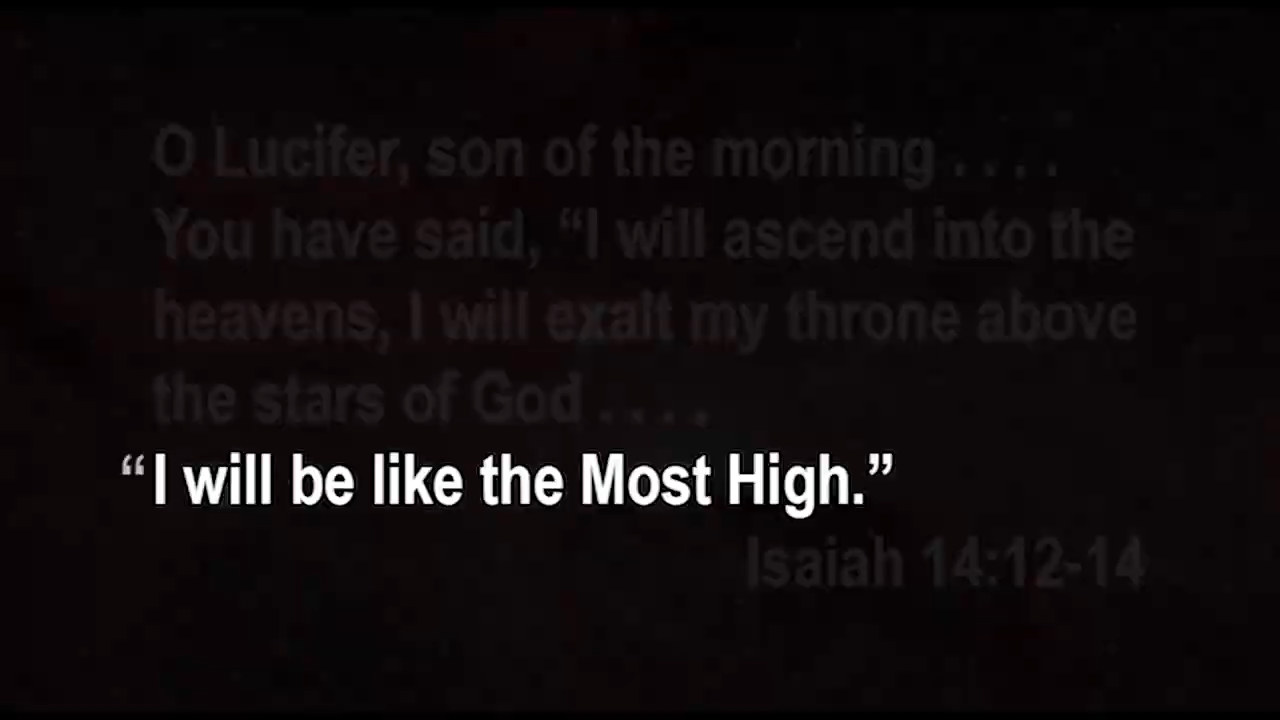 O Lucifer, son of the morning . . . .
You have said, “I will ascend into the
heavens, I will exalt my throne above
the stars of God . . . .
“I will be like the Most High.”
Isaiah 14:12-14